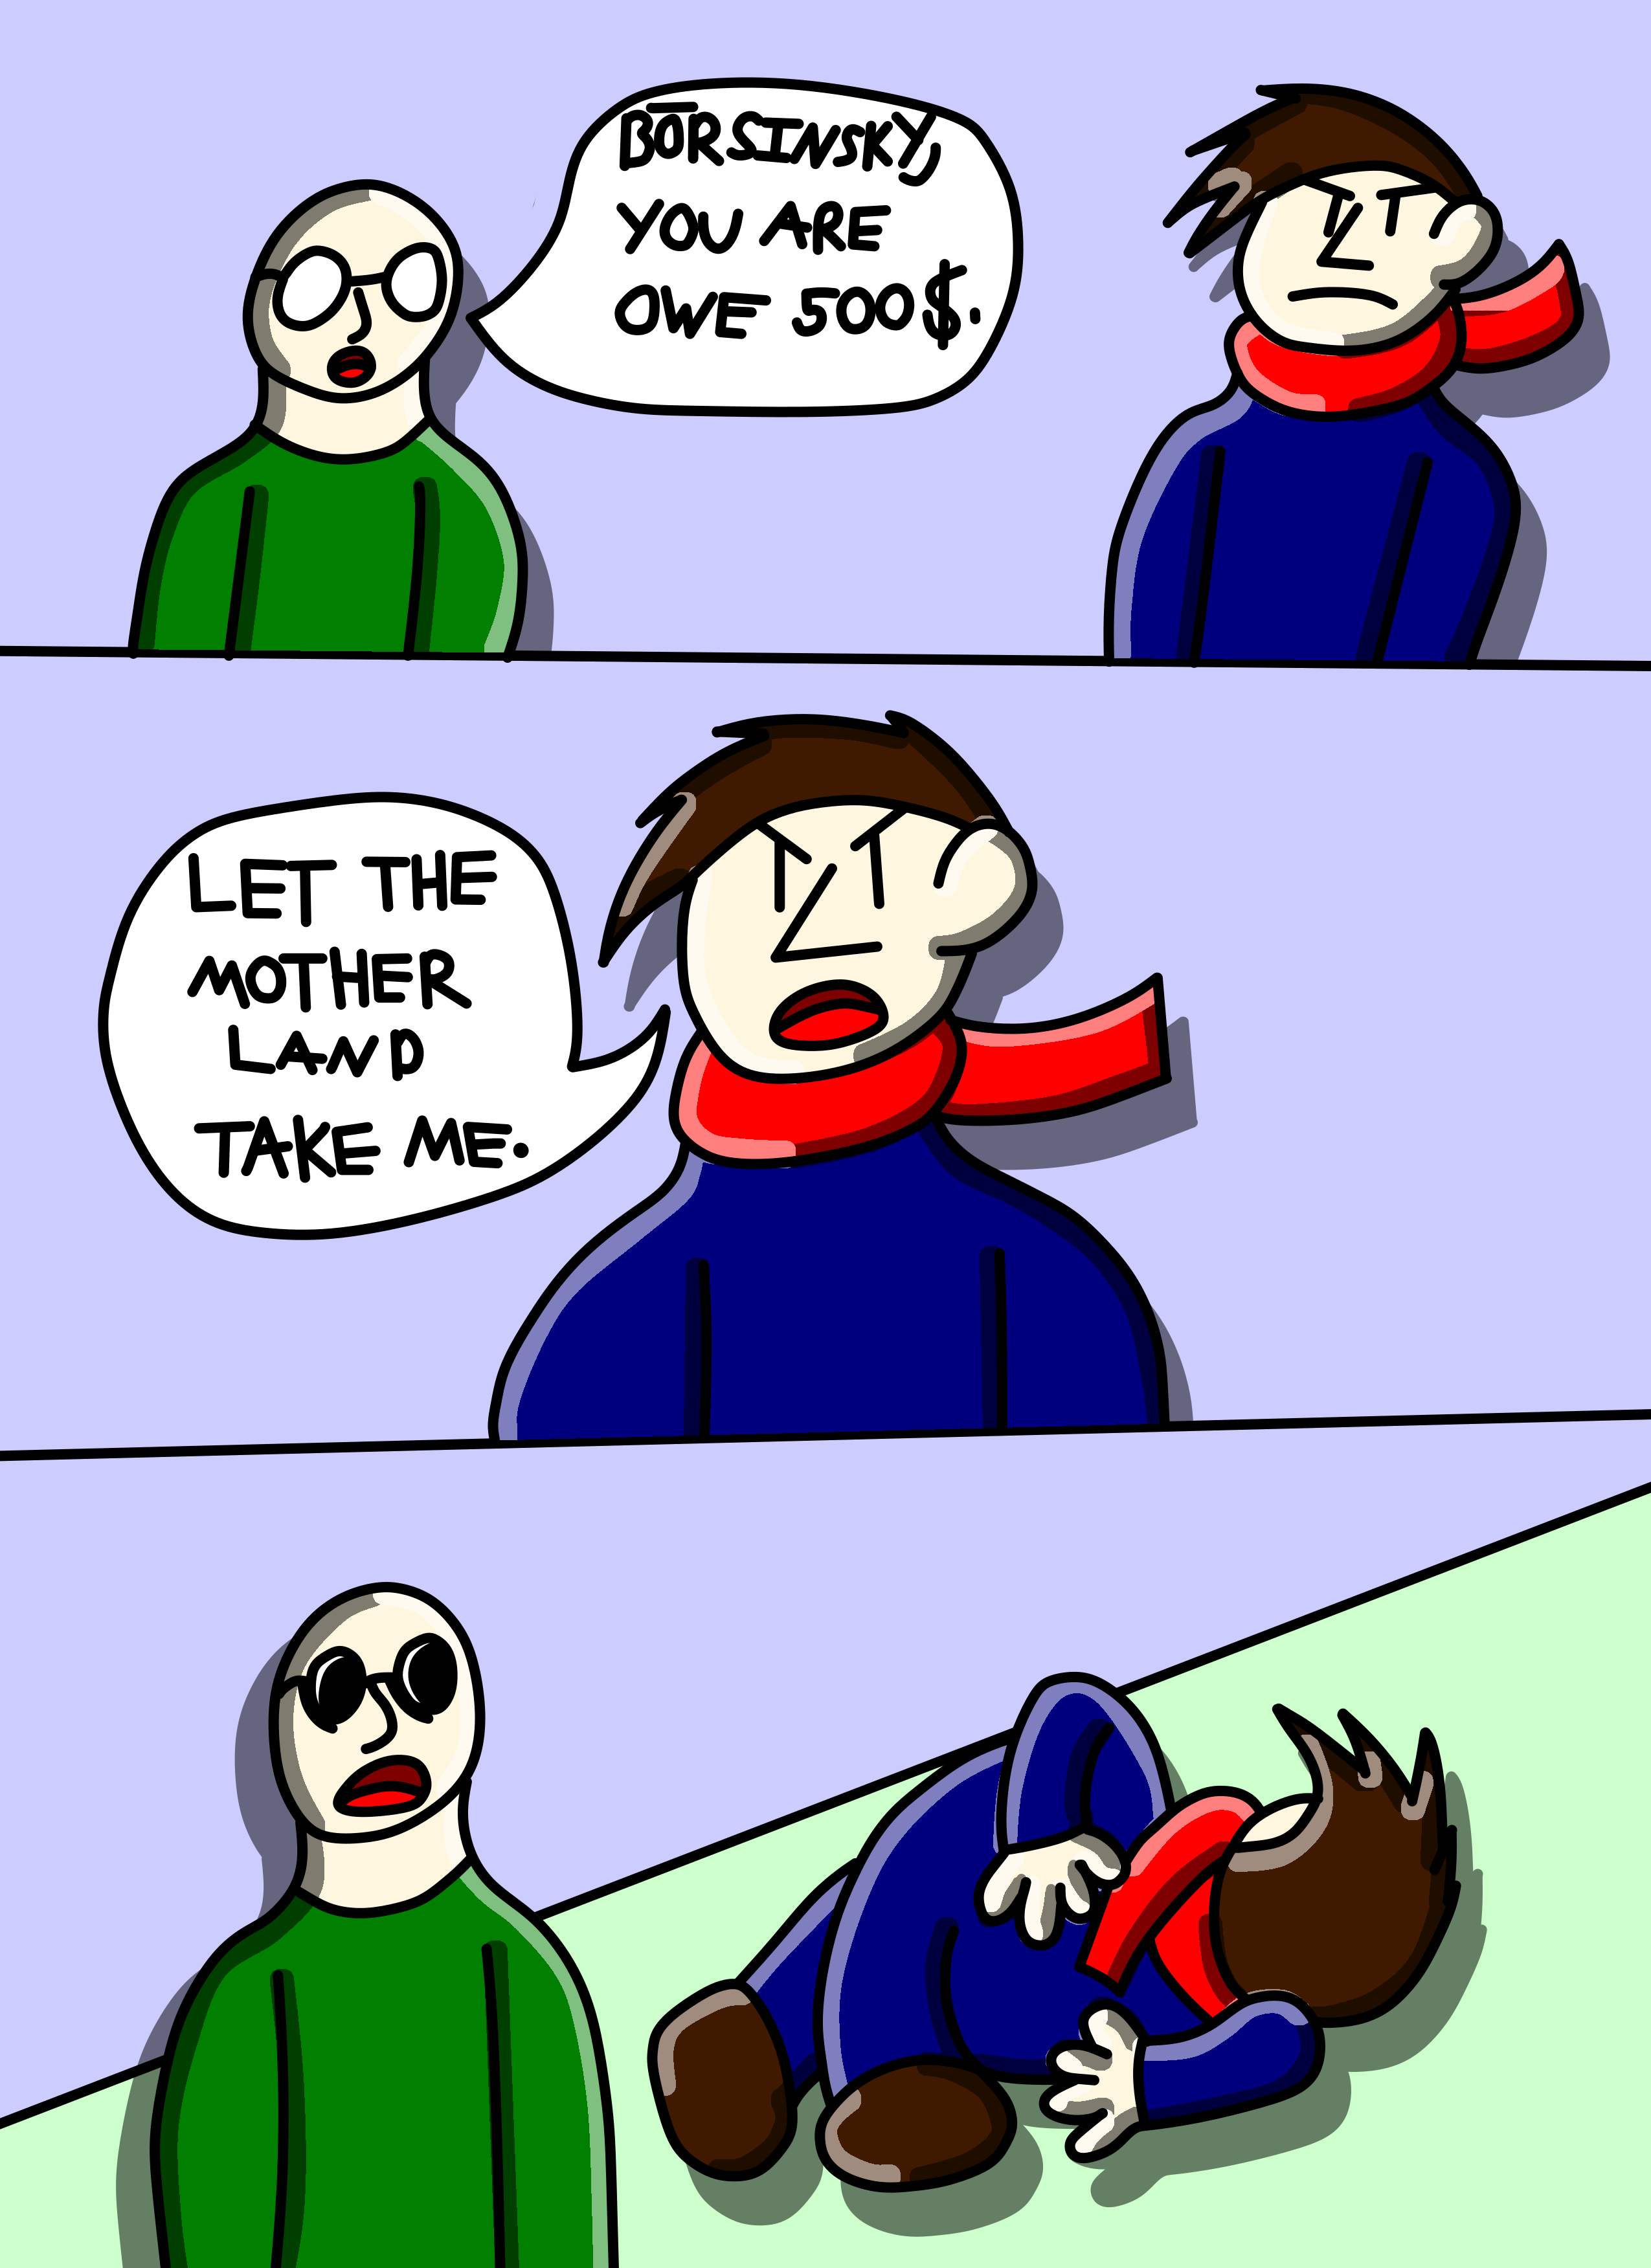 BŌRSINSKY,
YOU ARE
OWE 500$.
LET THE
MOTHER
LAND
TAKE ME.